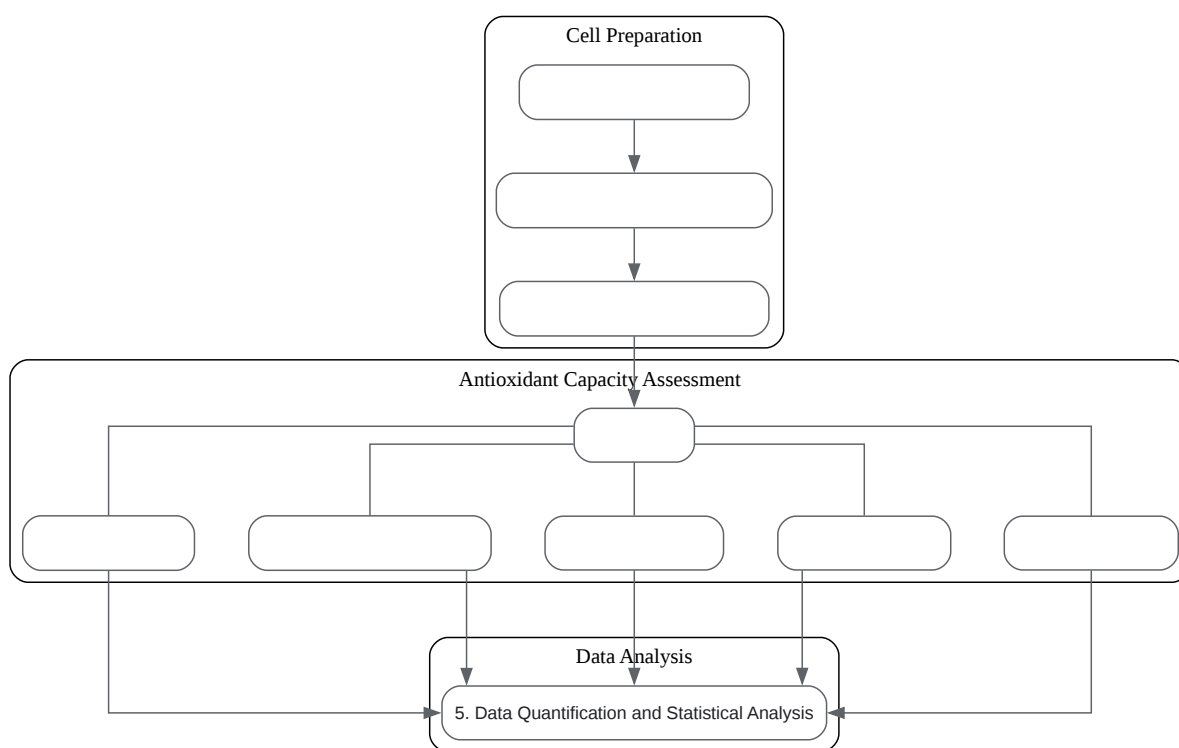 Cell Preparation
Antioxidant Capacity Assessment
Data Analysis
5. Data Quantification and Statistical Analysis